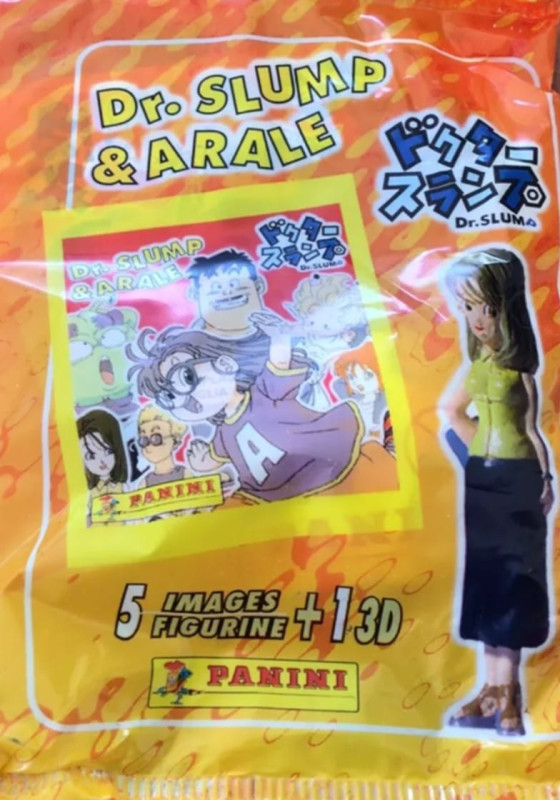 Dr. SLUMP
& ARALE
ドクター
スランプ
Dr.SLUMP
Dr. SLUMP
& ARALE
ドクター
スランプ
Dr.SLUMP
A
PANINI
5 IMAGES
FIGURINE + 1 3D
PANINI